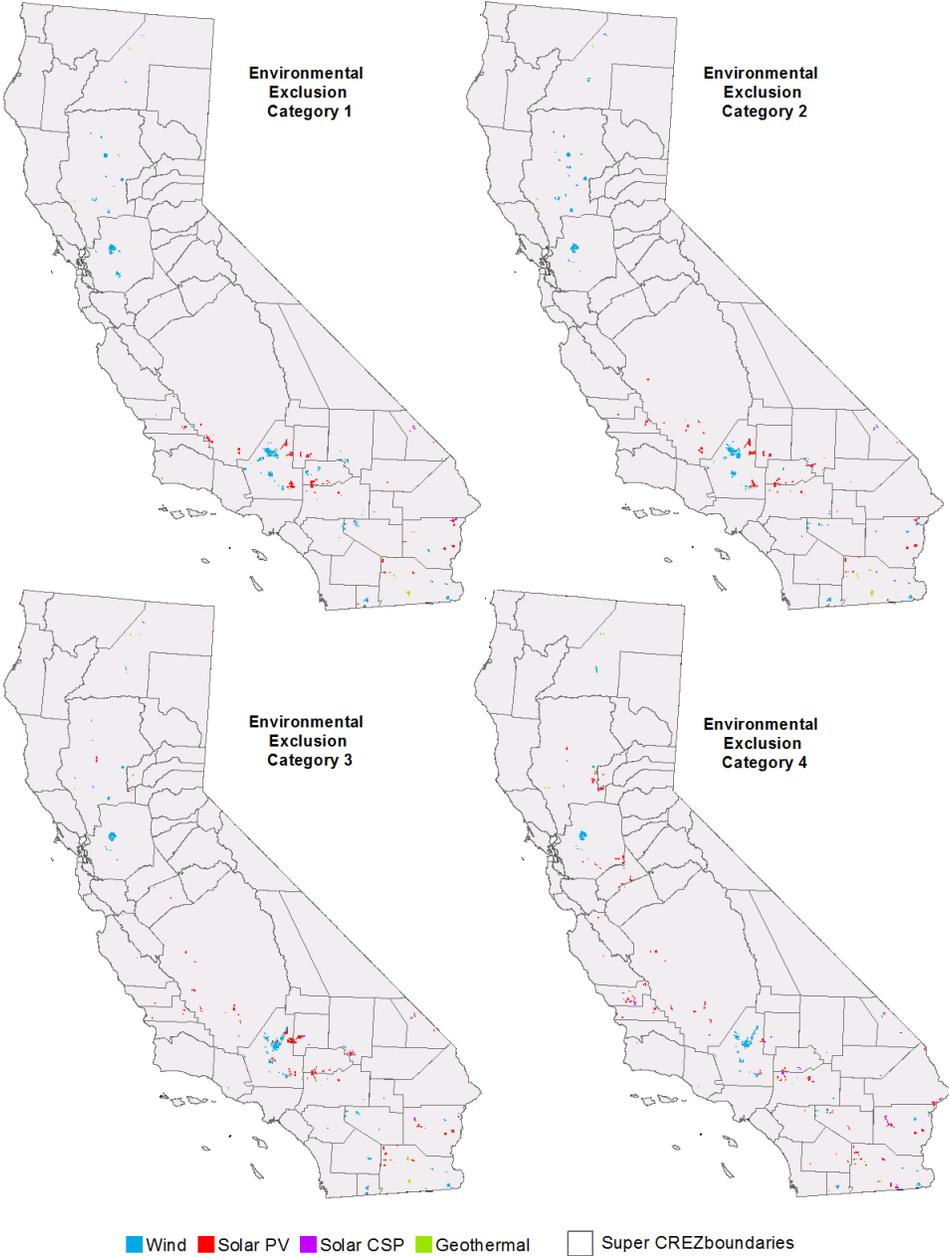 Environmental
Exclusion
Category 1
Environmental
Exclusion
Category 2
Environmental
Exclusion
Category 3
Environmental
Exclusion
Category 4
Wind Solar PV Solar CSP Geothermal Super CREZboundaries